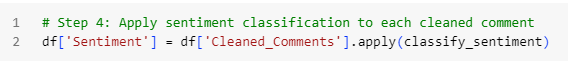 1 # Step 4: Apply sentiment classification to each cleaned comment
2 df['Sentiment'] = df['Cleaned_Comments'].apply(classify_sentiment)